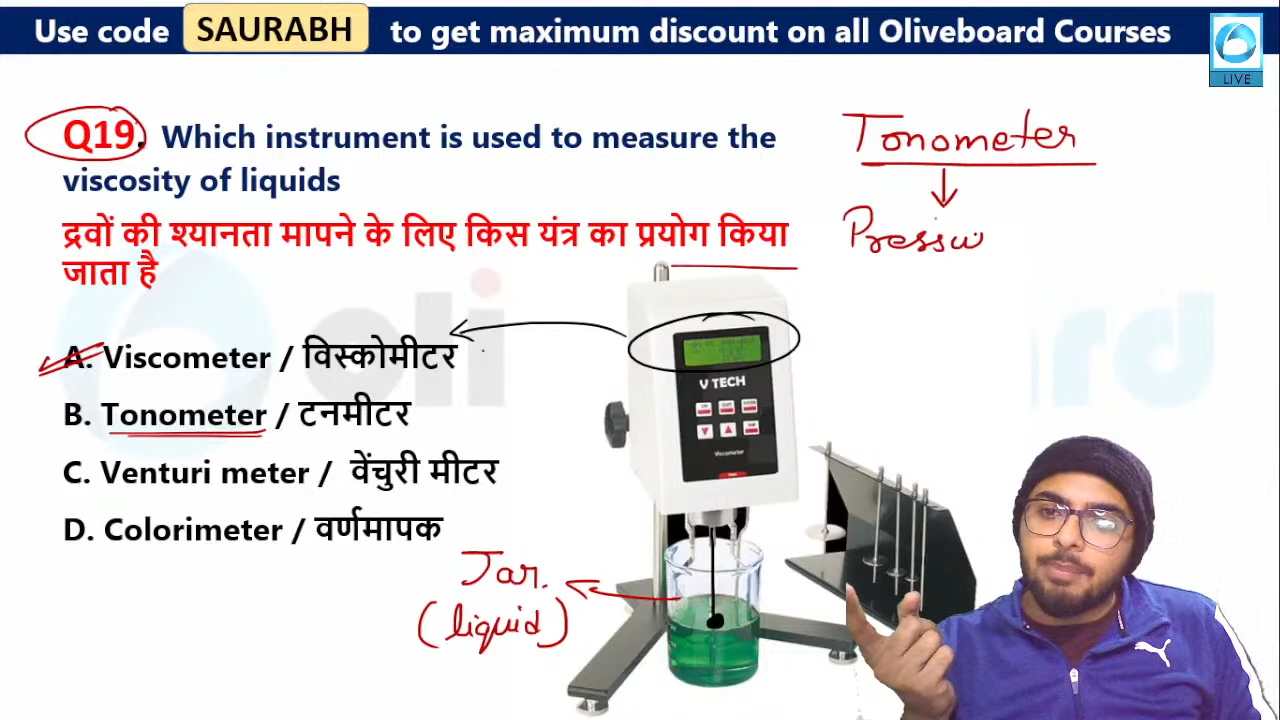 Use code SAURABH to get maximum discount on all Oliveboard Courses
LIVE
Q19. Which instrument is used to measure the
viscosity of liquids
द्रवों की श्यानता मापने के लिए किस यंत्र का प्रयोग किया
जाता है
A. Viscometer / विस्कोमीटर
B. Tonometer / टनमीटर
C. Venturi meter / वेंचुरी मीटर
D. Colorimeter / वर्णमापक
Tonometer
Pressu
V TECH
Viscometer
Jar.
(liquid)